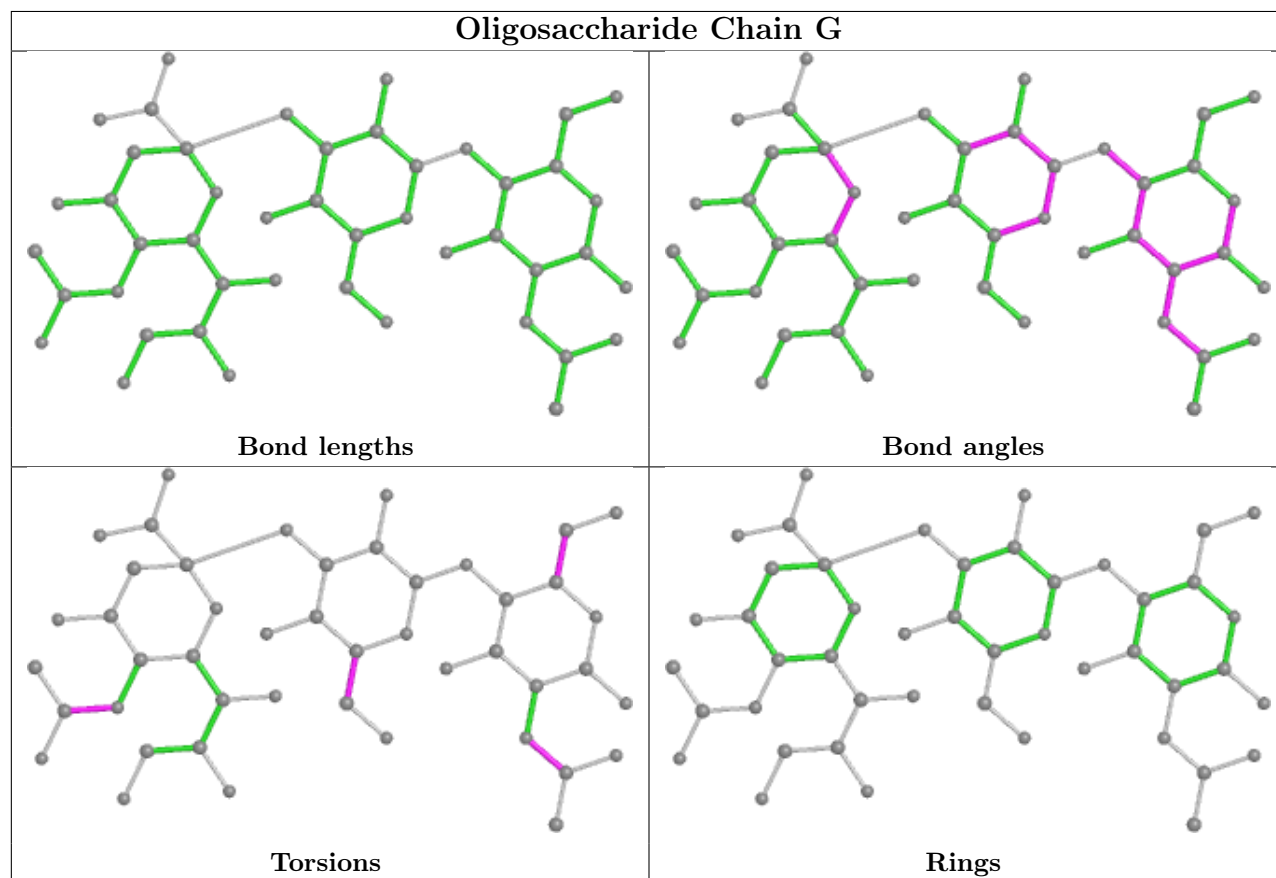 Oligosaccharide Chain G
Bond lengths
Bond angles
Torsions
Rings